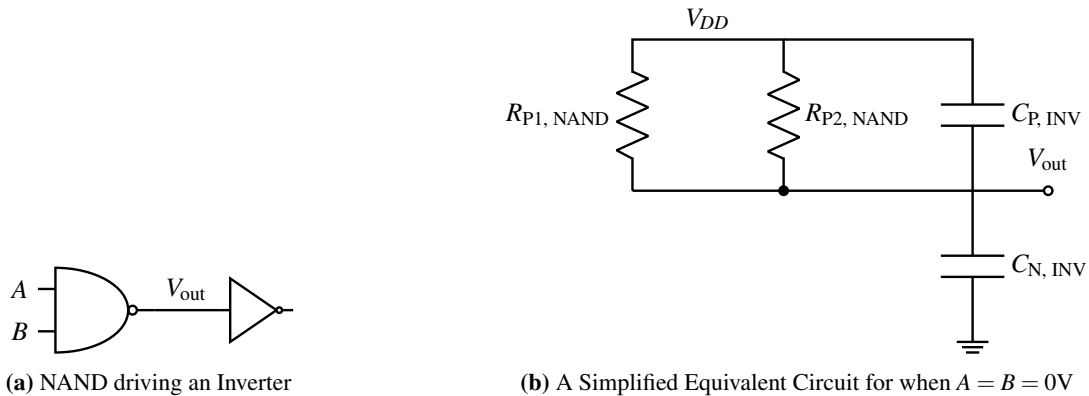 V_DD
R_P1, NAND
R_P2, NAND
C_P, INV
V_out
C_N, INV
A
B
V_out
(a) NAND driving an Inverter
(b) A Simplified Equivalent Circuit for when A = B = 0V